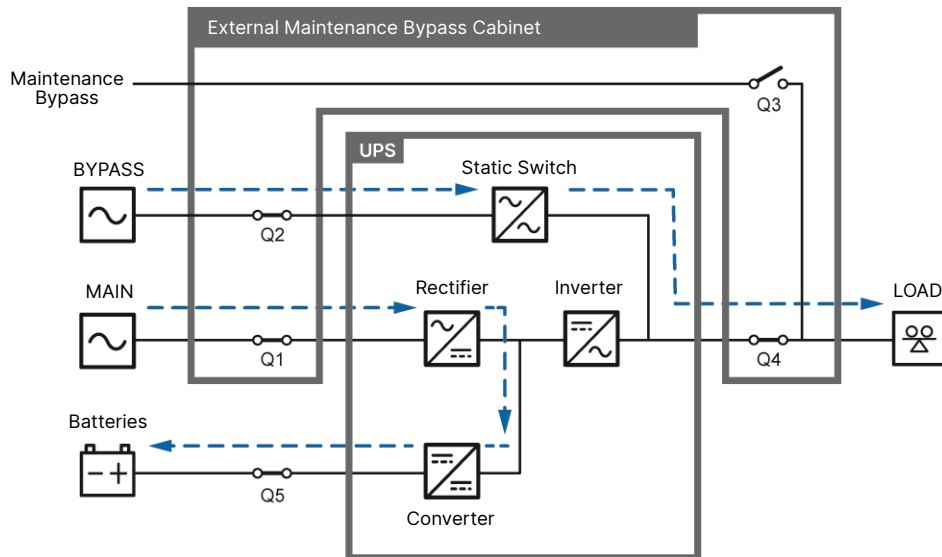 External Maintenance Bypass Cabinet
Maintenance
Bypass
Q3
UPS
BYPASS
Static Switch
Q2
MAIN
Rectifier
Inverter
LOAD
Q1
Q4
Batteries
Q5
Converter